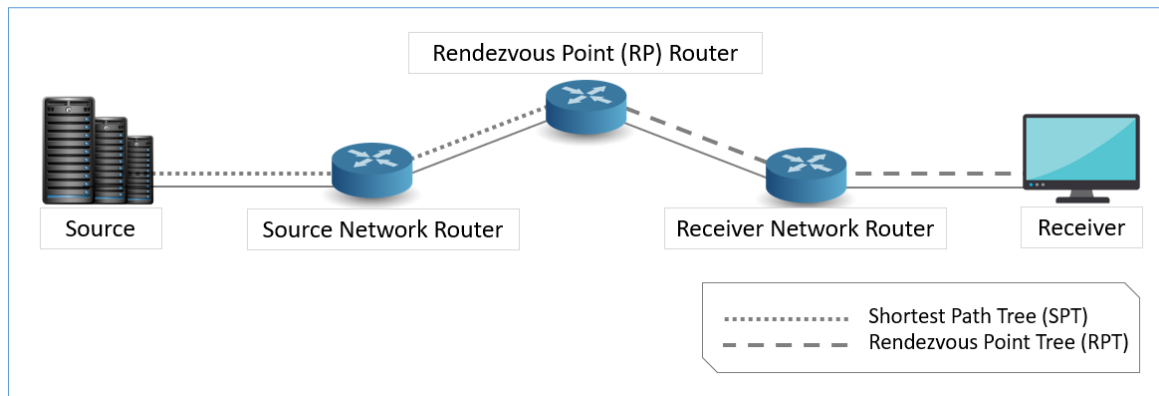 Rendezvous Point (RP) Router
Source
Source Network Router
Receiver Network Router
Receiver
Shortest Path Tree (SPT)
Rendezvous Point Tree (RPT)